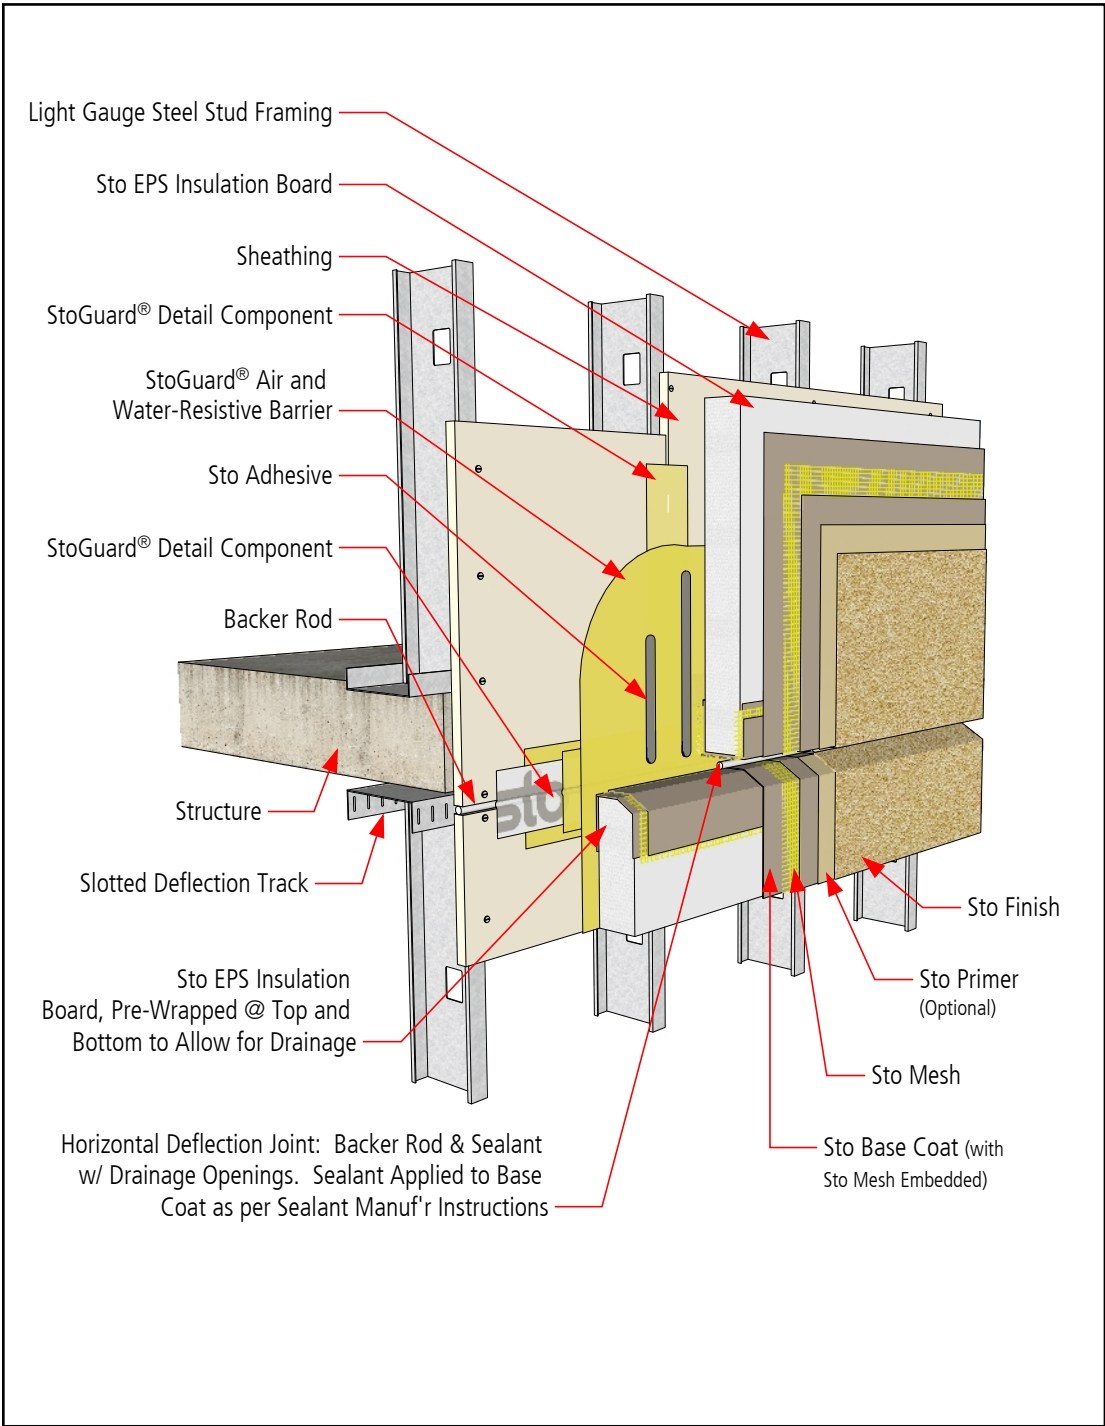 Light Gauge Steel Stud Framing
Sto EPS Insulation Board
Sheathing
StoGuard® Detail Component
StoGuard® Air and
Water-Resistive Barrier
Sto Adhesive
StoGuard® Detail Component
Backer Rod
sto
Structure
Slotted Deflection Track
Sto EPS Insulation
Board, Pre-Wrapped @ Top and
Bottom to Allow for Drainage
Horizontal Deflection Joint: Backer Rod & Sealant
w/ Drainage Openings. Sealant Applied to Base
Coat as per Sealant Manuf'r Instructions
Sto Finish
Sto Primer
(Optional)
Sto Mesh
Sto Base Coat (with
Sto Mesh Embedded)